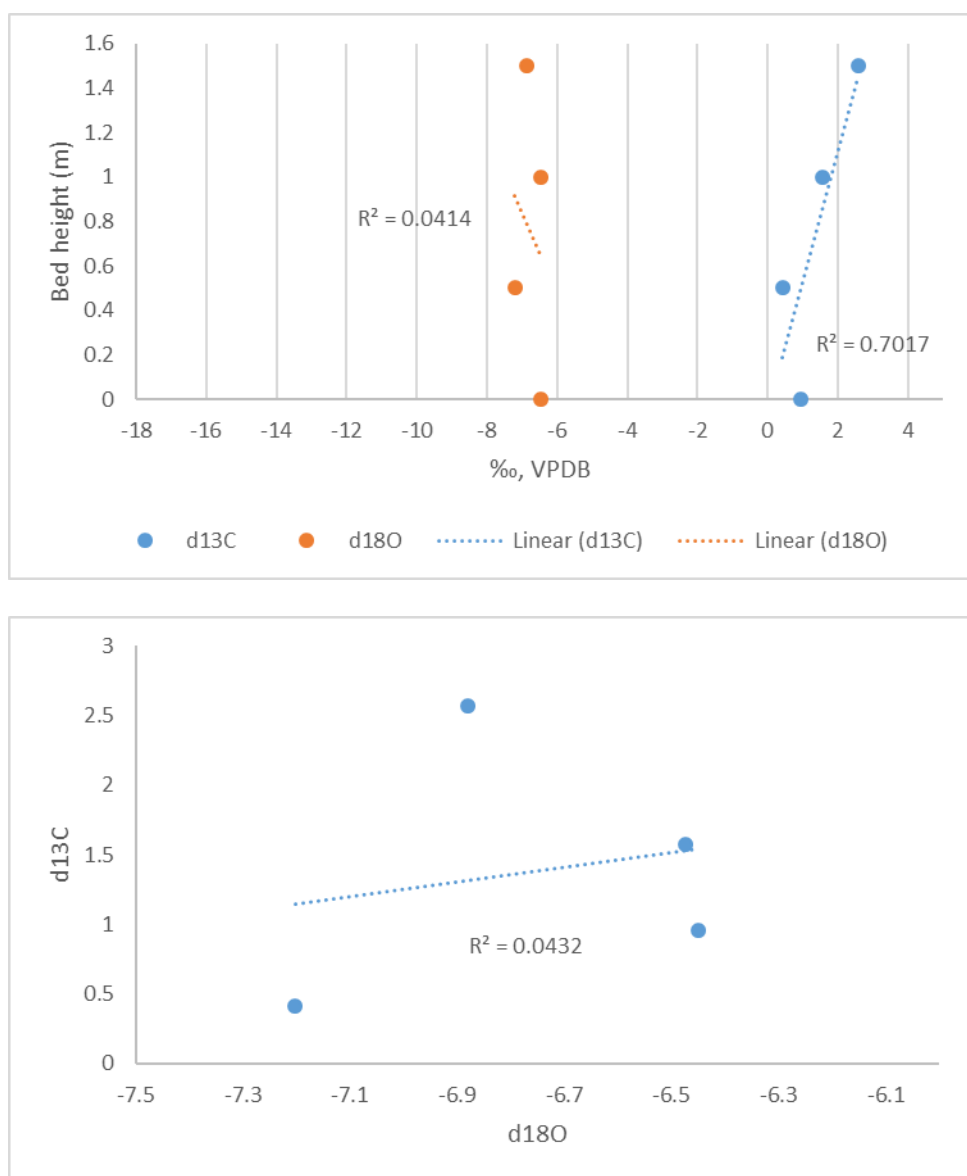 1.6
1.4
1.2
1
0.8
0.6
0.4
0.2
0
Bed height (m)
R² = 0.0414
R² = 0.7017
-18 -16 -14 -12 -10 -8 -6 -4 -2 0 2 4
‰, VPDB
d13C d18O Linear (d13C) Linear (d18O)
3
2.5
2
1.5
1
0.5
0
d13C
R² = 0.0432
-7.5 -7.3 -7.1 -6.9 -6.7 -6.5 -6.3 -6.1
d18O